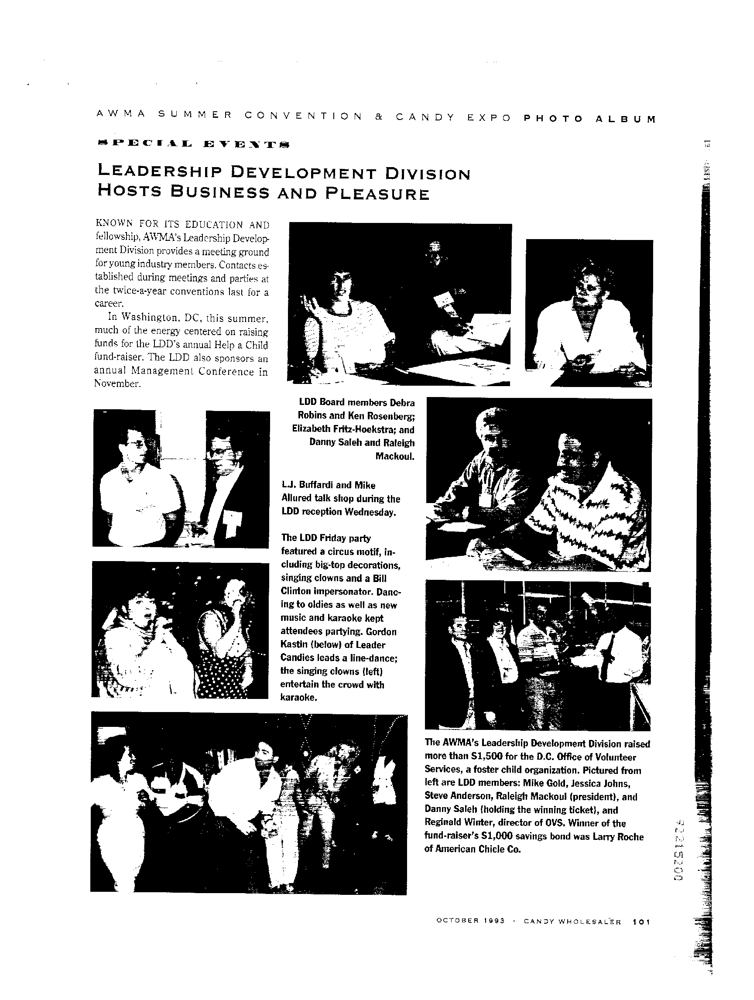 AWMA SUMMER CONVENTION & CANDY EXPO PHOTO ALBUM
SPECIAL EVENTS
LEADERSHIP DEVELOPMENT DIVISION
HOSTS BUSINESS AND PLEASURE
KNOWN FOR ITS EDUCATION AND
fellowship, AWMA's Leadership Develop-
ment Division provides a meeting ground
for young industry members. Contacts es-
tablished during meetings and parties at
the twice-a-year conventions last for a
career.
In Washington, DC, this summer,
much of the energy centered on raising
funds for the LDD's annual Help a Child
fund-raiser. The LDD also sponsors an
annual Management Conference in
November.
LDD Board members Debra
Robins and Ken Rosenberg;
Elizabeth Fritz-Hoekstra; and
Danny Saleh and Raleigh
Mackoul.
L.J. Buffardi and Mike
Allured talk shop during the
LDD reception Wednesday.
The LDD Friday party
featured a circus motif, in-
cluding big-top decorations,
singing clowns and a Bill
Clinton impersonator. Danc-
ing to oldies as well as new
music and karaoke kept
attendees partying. Gordon
Kastin (below) of Leader
Candies leads a line-dance;
the singing clowns (left)
entertain the crowd with
karaoke.
The AWMA's Leadership Development Division raised
more than $1,500 for the D.C. Office of Volunteer
Services, a foster child organization. Pictured from
left are LDD members: Mike Gold, Jessica Johns,
Steve Anderson, Raleigh Mackoul (president), and
Danny Saleh (holding the winning ticket), and
Reginald Winter, director of OVS. Winner of the
fund-raiser's $1,000 savings bond was Larry Roche
of American Chicle Co.
OCTOBER 1993 · CANDY WHOLESALER 101